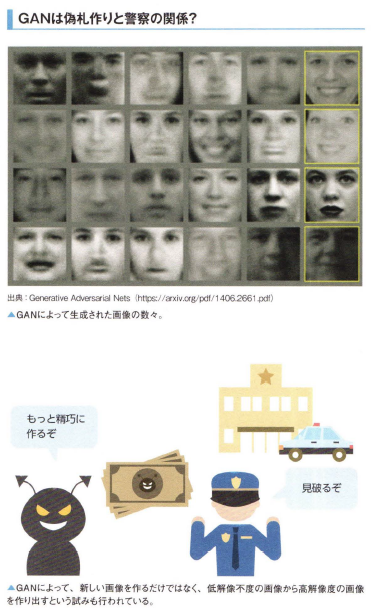 GANは偽札作りと警察の関係?
出典：Generative Adversarial Nets（https://arxiv.org/pdf/1406.2661.pdf）
▲GANによって生成された画像の数々。
もっと精巧に
作るぞ
見破るぞ
▲GANによって、新しい画像を作るだけではなく、低解像不度の画像から高解像度の画像
を作り出すという試みも行われている。